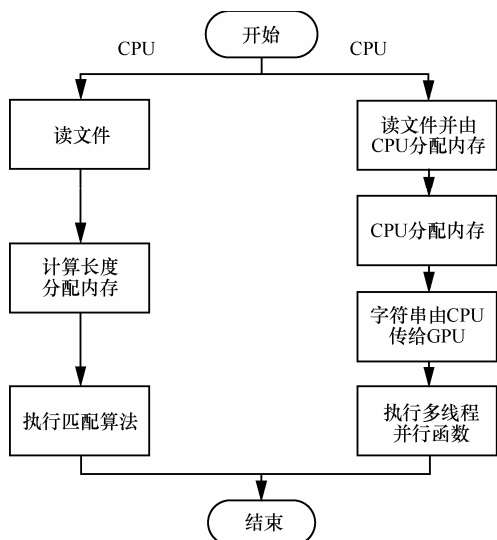 开始
CPU
CPU
读文件
读文件并由
CPU分配内存
CPU分配内存
计算长度
分配内存
字符串由CPU
传给GPU
执行匹配算法
执行多线程
并行函数
结束